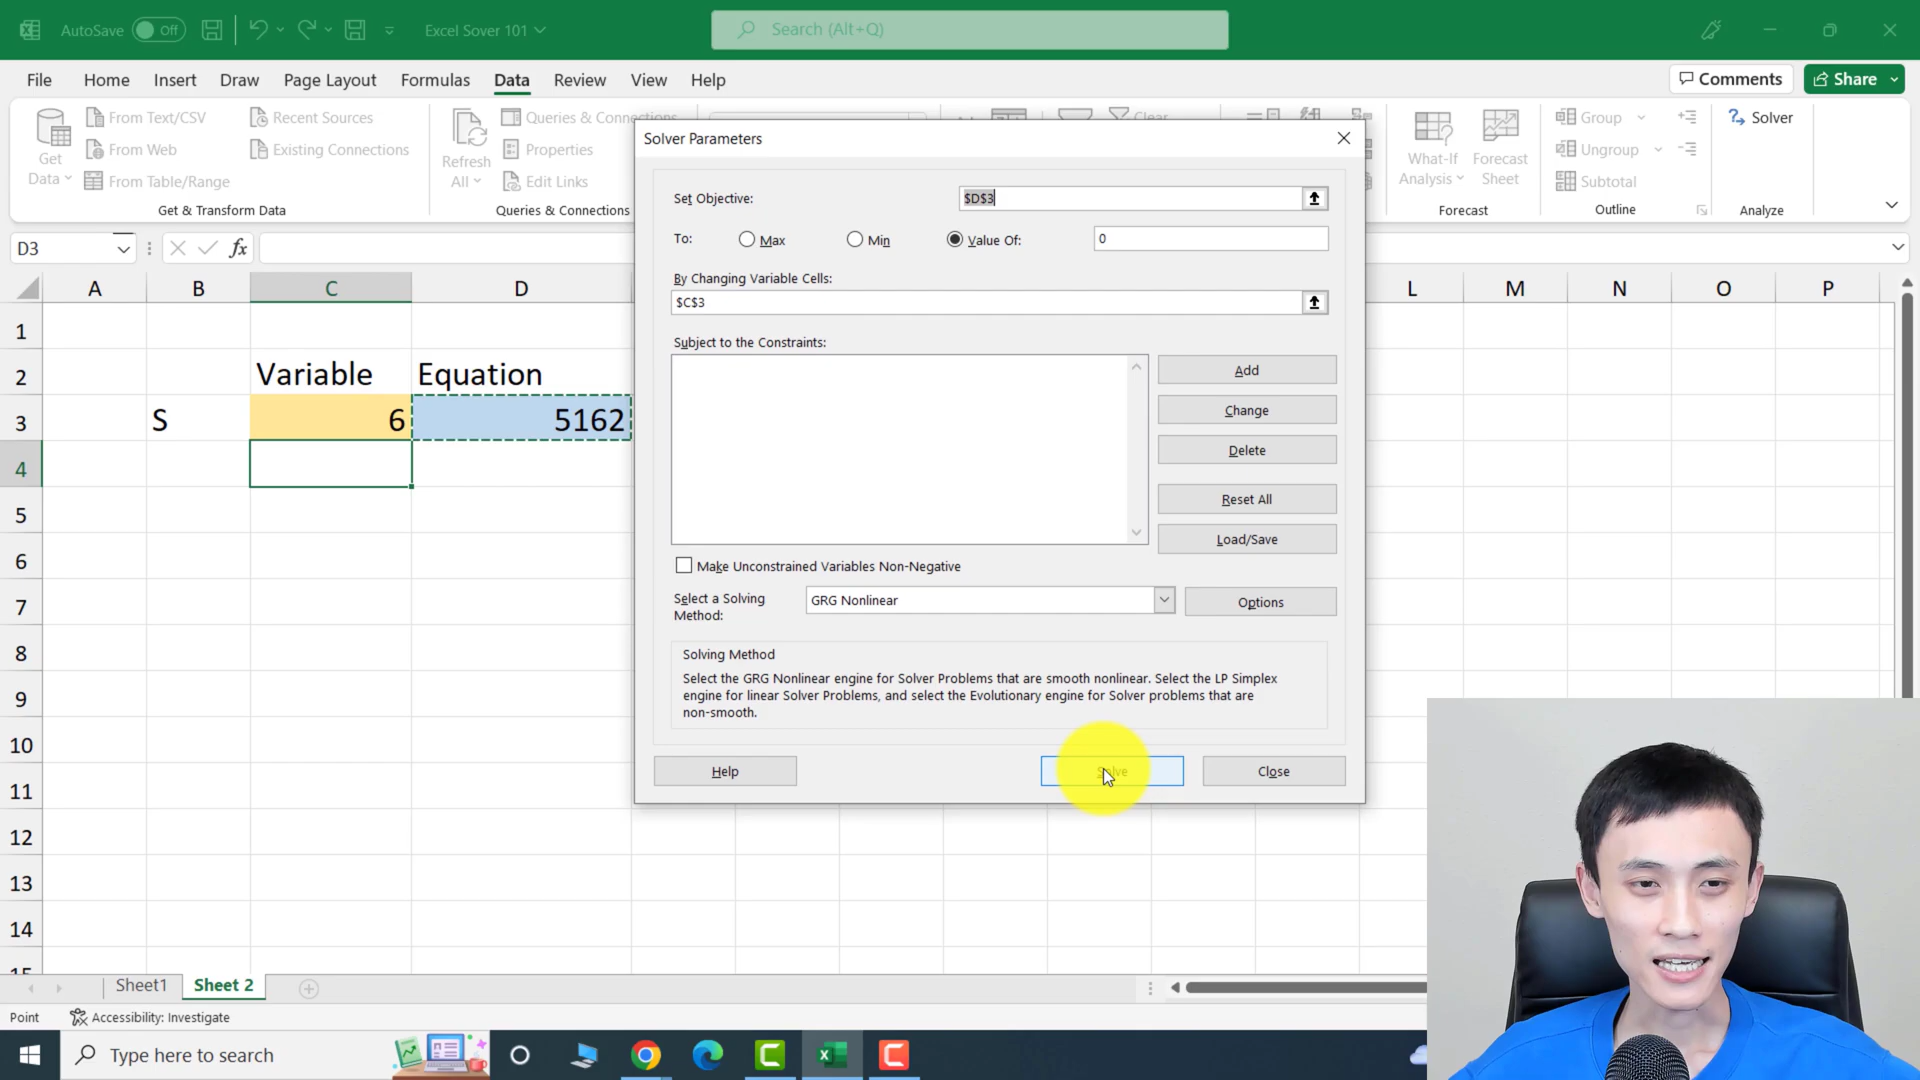 AutoSave Off Excel Sover 101 Search (Alt+Q)
File Home Insert Draw Page Layout Formulas Data Review View Help Comments Share
Get Data
From Text/CSV
From Web
From Table/Range
Recent Sources
Existing Connections
Get & Transform Data
Refresh All
Queries & Connections
Properties
Edit Links
Queries & Connections
Clear
What-If Analysis
Forecast Sheet
Forecast
Group
Ungroup
Subtotal
Outline
Solver
Analyze
D3 fx
A B C D L M N O P
1
2 Variable Equation
3 S 6 5162
4
5
6
7
8
9
10
11
12
13
14
15
Solver Parameters
Set Objective: $D$3
To: Max Min Value Of: 0
By Changing Variable Cells:
$C$3
Subject to the Constraints:
Add
Change
Delete
Reset All
Load/Save
Make Unconstrained Variables Non-Negative
Select a Solving Method: GRG Nonlinear Options
Solving Method
Select the GRG Nonlinear engine for Solver Problems that are smooth nonlinear. Select the LP Simplex
engine for linear Solver Problems, and select the Evolutionary engine for Solver problems that are
non-smooth.
Help Solve Close
Sheet1 Sheet 2
Point Accessibility: Investigate
Type here to search